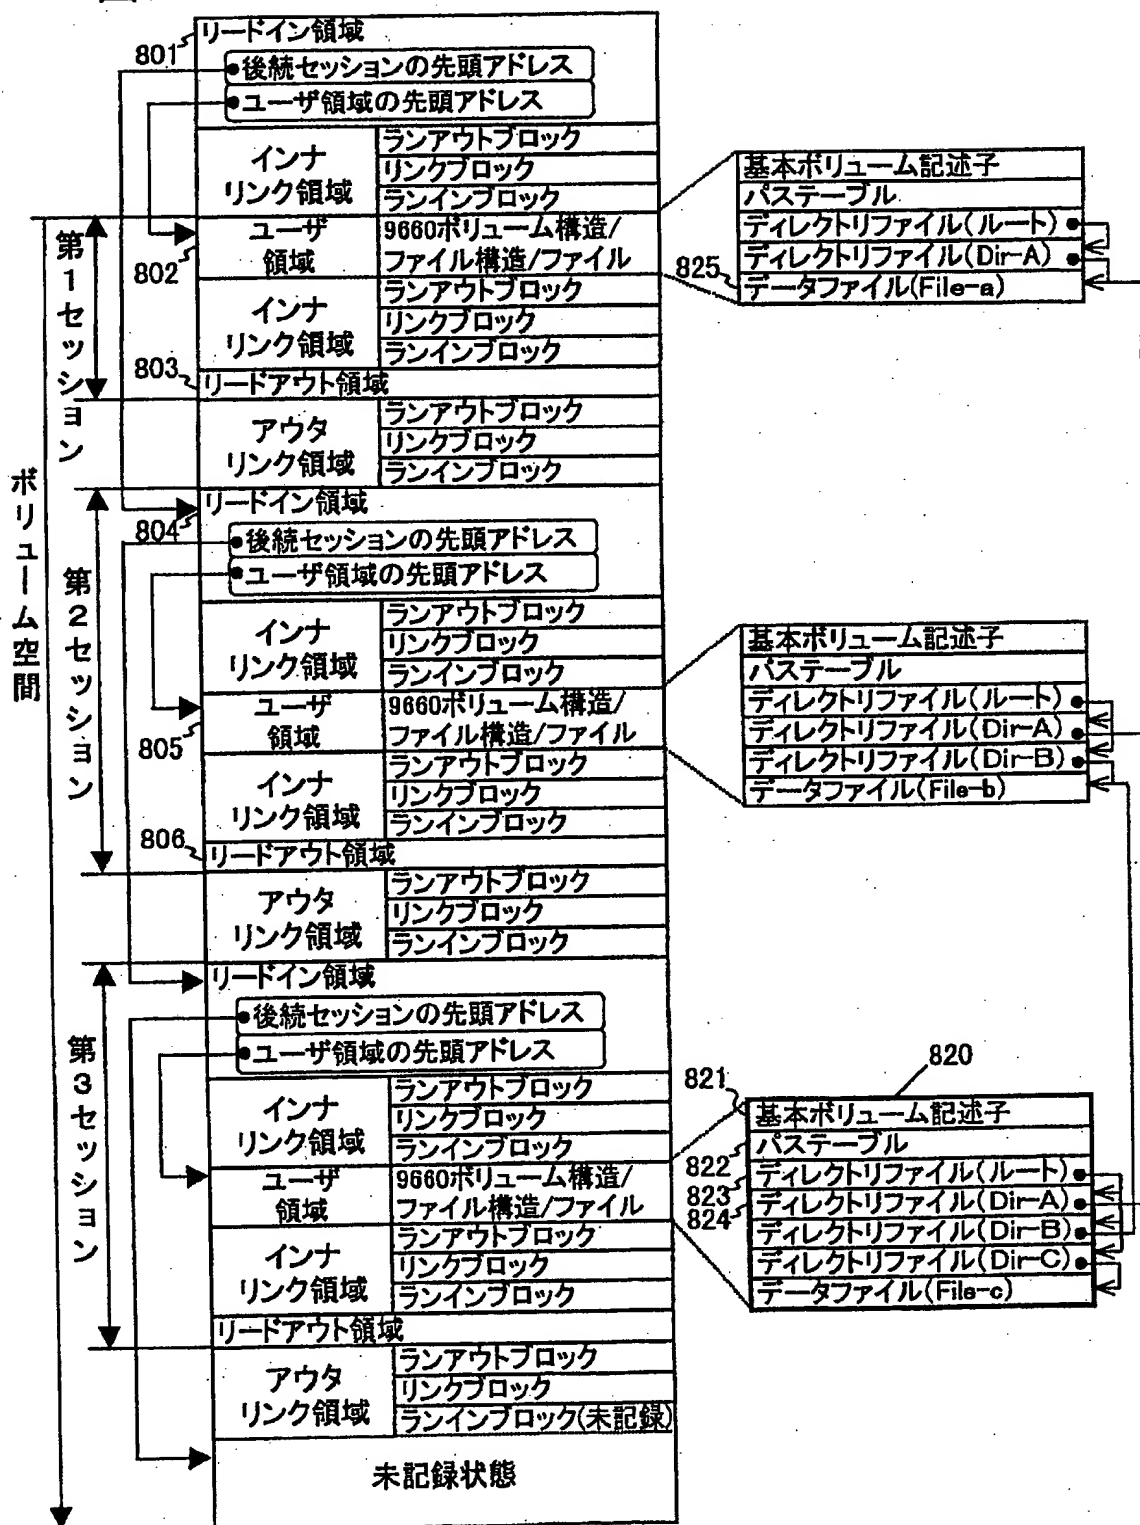 801
リードイン領域
後続セッションの先頭アドレス
ユーザ領域の先頭アドレス
インナ
リンク領域
ランアウトブロック
リンクブロック
ランインブロック
802
ユーザ
領域
9660ボリューム構造/
ファイル構造/ファイル
インナ
リンク領域
ランアウトブロック
リンクブロック
ランインブロック
803
リードアウト領域
アウタ
リンク領域
ランアウトブロック
リンクブロック
ランインブロック
第1セッション
ボリューム空間
基本ボリューム記述子
パステーブル
ディレクトリファイル(ルート)
ディレクトリファイル(Dir-A)
825
データファイル(File-a)
804
リードイン領域
後続セッションの先頭アドレス
ユーザ領域の先頭アドレス
インナ
リンク領域
ランアウトブロック
リンクブロック
ランインブロック
805
ユーザ
領域
9660ボリューム構造/
ファイル構造/ファイル
インナ
リンク領域
ランアウトブロック
リンクブロック
ランインブロック
806
リードアウト領域
アウタ
リンク領域
ランアウトブロック
リンクブロック
ランインブロック
第2セッション
基本ボリューム記述子
パステーブル
ディレクトリファイル(ルート)
ディレクトリファイル(Dir-A)
ディレクトリファイル(Dir-B)
データファイル(File-b)
リードイン領域
後続セッションの先頭アドレス
ユーザ領域の先頭アドレス
インナ
リンク領域
ランアウトブロック
リンクブロック
ランインブロック
ユーザ
領域
9660ボリューム構造/
ファイル構造/ファイル
インナ
リンク領域
ランアウトブロック
リンクブロック
ランインブロック
リードアウト領域
アウタ
リンク領域
ランアウトブロック
リンクブロック
ランインブロック(未記録)
未記録状態
第3セッション
820
821
基本ボリューム記述子
822
パステーブル
823
ディレクトリファイル(ルート)
824
ディレクトリファイル(Dir-A)
ディレクトリファイル(Dir-B)
ディレクトリファイル(Dir-C)
データファイル(File-c)